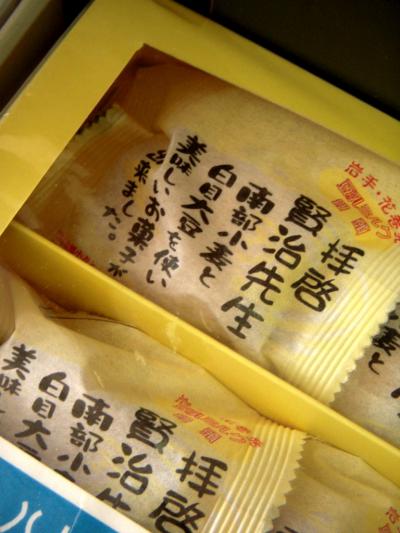 岩手・花巻
拝啓
賢治先生
南部小麦と
白目大豆を使い
美味しいお菓子が
出来ました。
拝啓
賢治先
南部小
白目大
美味
麦と